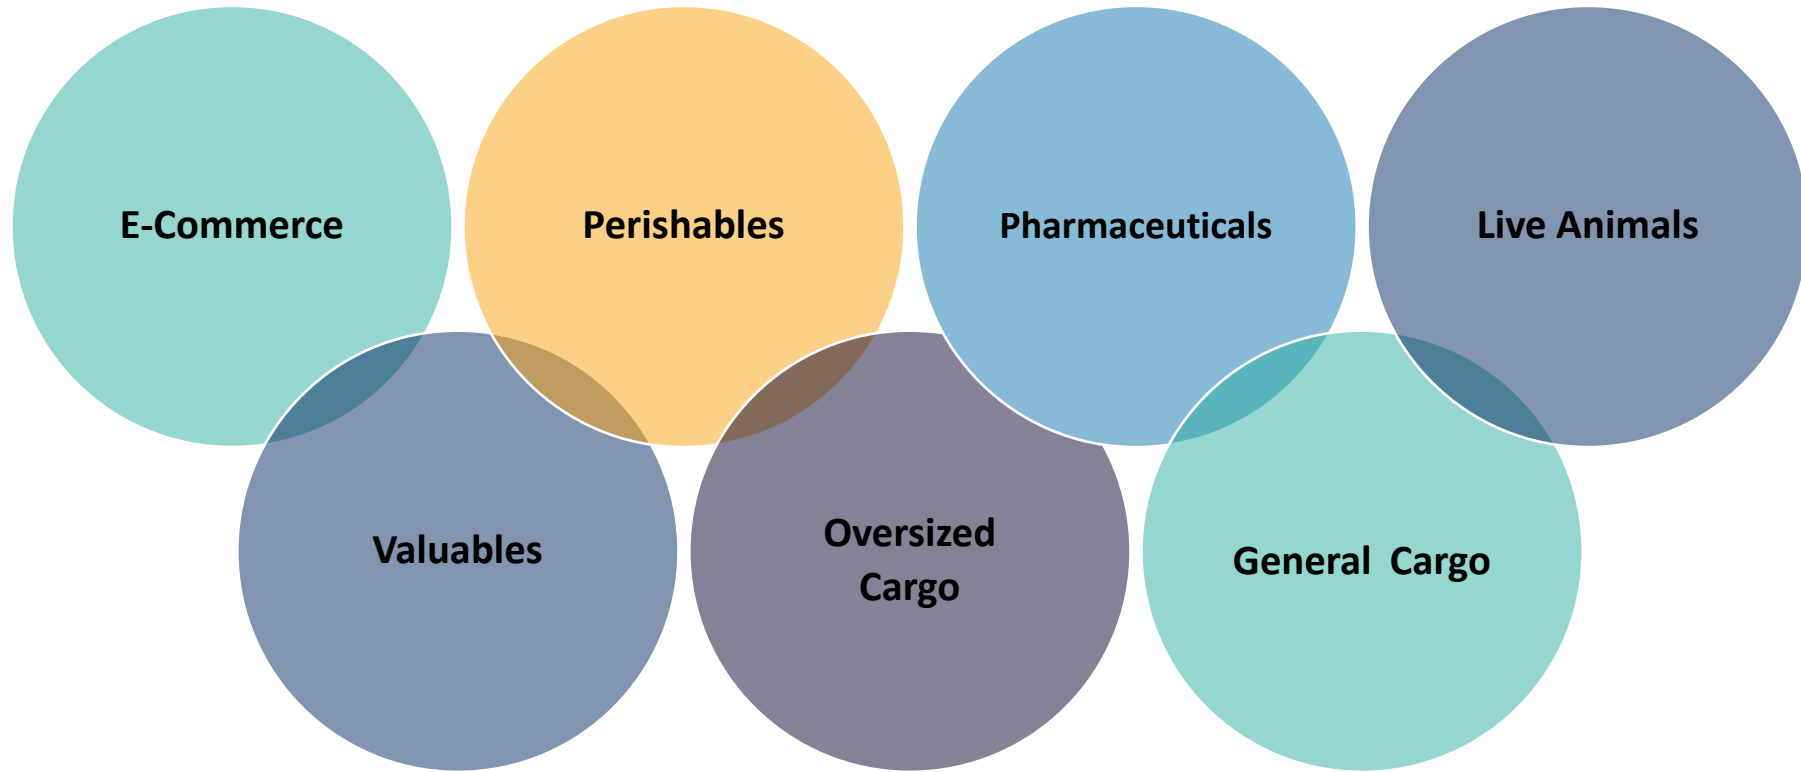 E-Commerce
Perishables
Pharmaceuticals
Live Animals
Valuables
Oversized
Cargo
General  Cargo